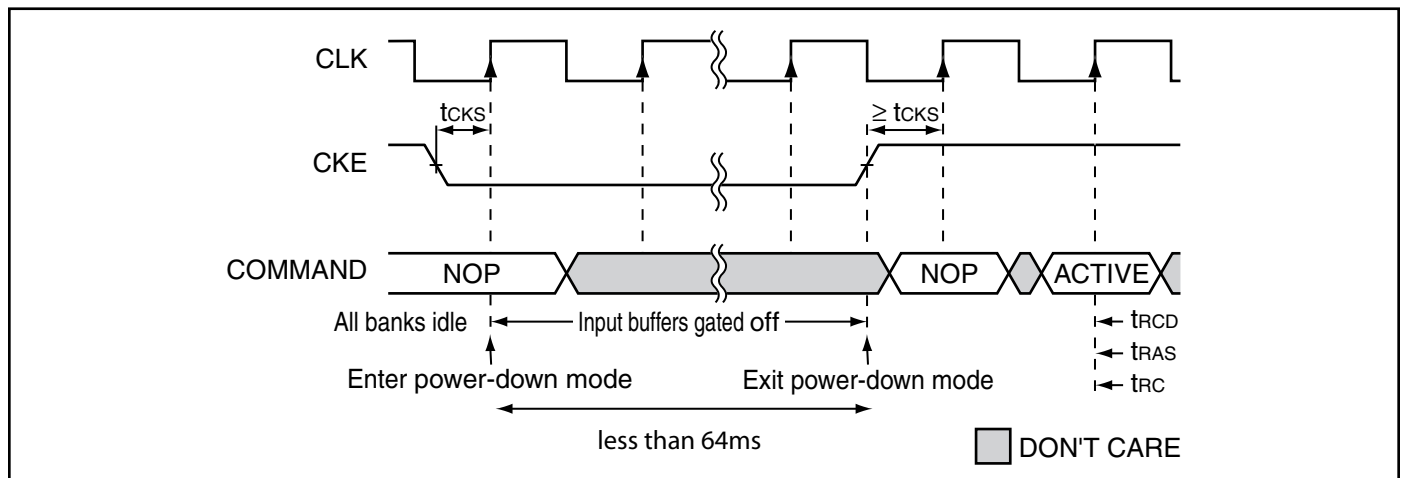 CLK
tCKS
≥ tCKS
CKE
COMMAND
NOP
NOP
ACTIVE
All banks idle
Input buffers gated off
tRCD
tRAS
Enter power-down mode
Exit power-down mode
tRC
less than 64ms
DON'T CARE